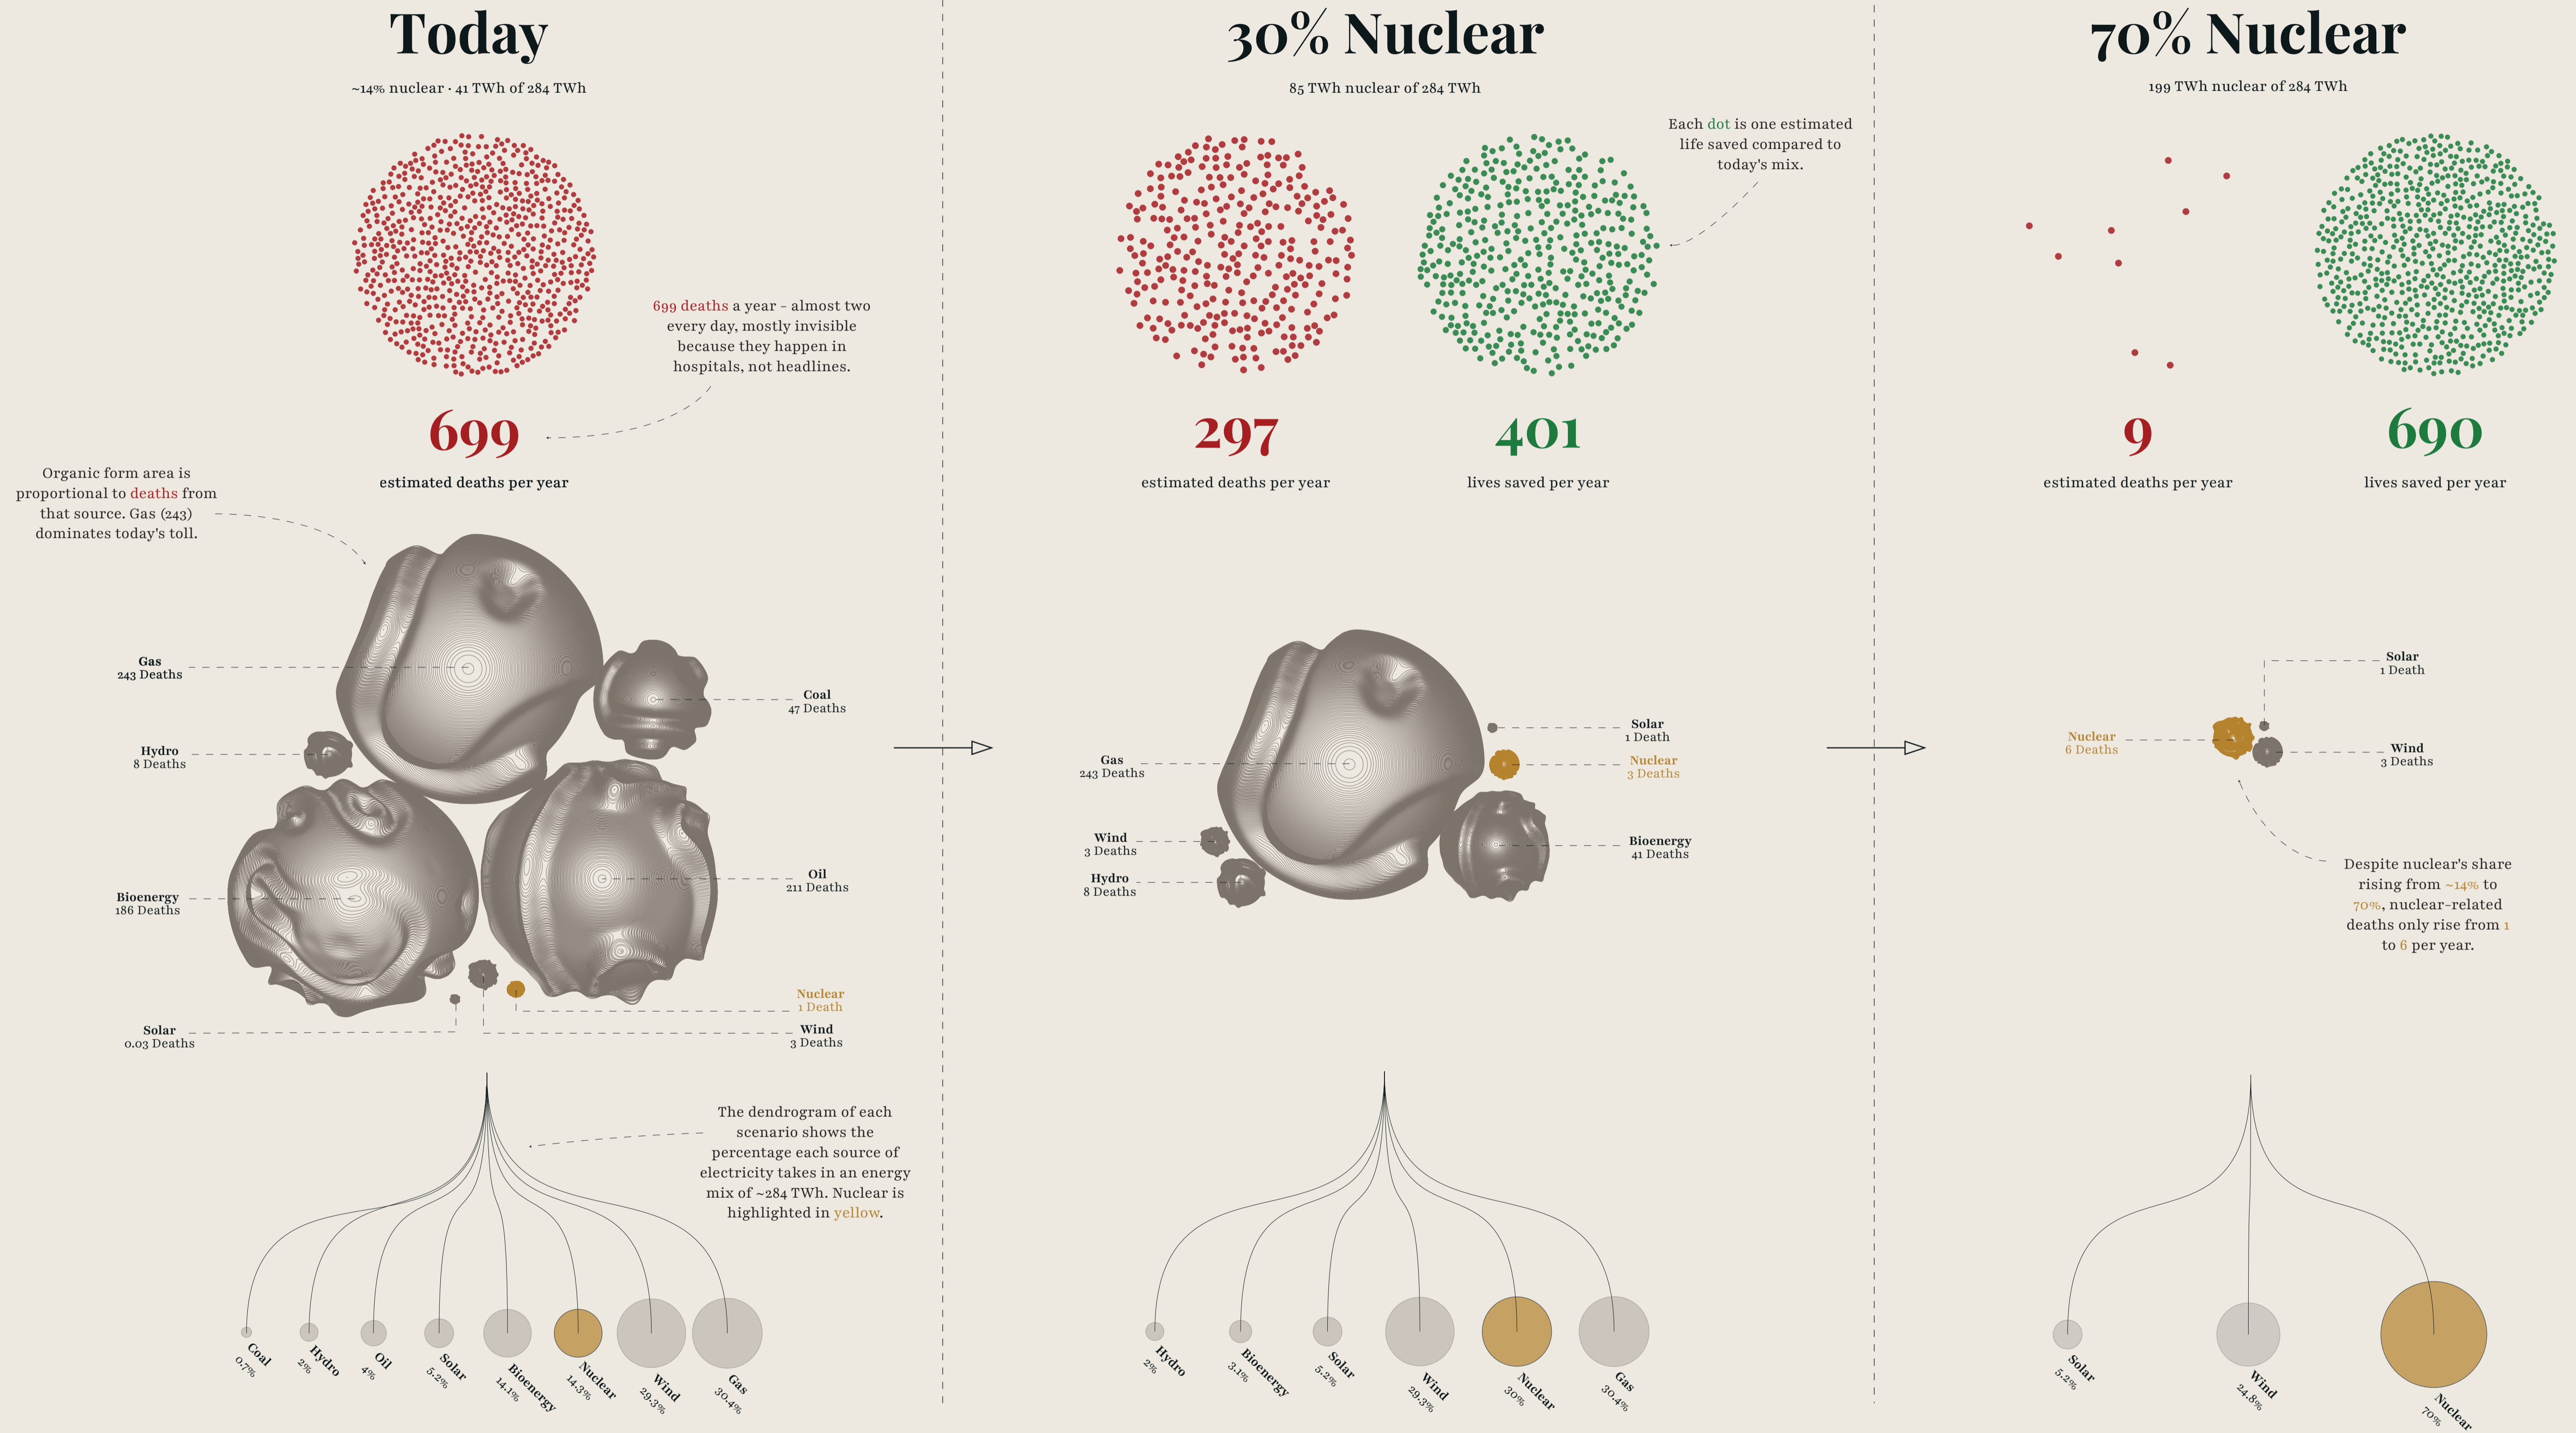 Today
~14% nuclear · 41 TWh of 284 TWh
699 deaths a year - almost two
every day, mostly invisible
because they happen in
hospitals, not headlines.
699
estimated deaths per year
Organic form area is
proportional to deaths from
that source. Gas (243)
dominates today's toll.
Gas
243 Deaths
Coal
47 Deaths
Hydro
8 Deaths
Oil
211 Deaths
Bioenergy
186 Deaths
Nuclear
1 Death
Solar
0.03 Deaths
Wind
3 Deaths
The dendrogram of each
scenario shows the
percentage each source of
electricity takes in an energy
mix of ~284 TWh. Nuclear is
highlighted in yellow.
Coal
0.7%
Hydro
2%
Oil
4%
Solar
5.2%
Bioenergy
14.1%
Nuclear
14.3%
Wind
29.3%
Gas
30.4%
30% Nuclear
85 TWh nuclear of 284 TWh
Each dot is one estimated
life saved compared to
today's mix.
297
estimated deaths per year
401
lives saved per year
Solar
1 Death
Gas
243 Deaths
Nuclear
3 Deaths
Wind
3 Deaths
Bioenergy
41 Deaths
Hydro
8 Deaths
Hydro
2%
Bioenergy
3.1%
Solar
5.2%
Wind
29.3%
Nuclear
30%
Gas
30.4%
70% Nuclear
199 TWh nuclear of 284 TWh
9
estimated deaths per year
690
lives saved per year
Solar
1 Death
Nuclear
6 Deaths
Wind
3 Deaths
Despite nuclear's share
rising from ~14% to
70%, nuclear-related
deaths only rise from 1
to 6 per year.
Solar
5.2%
Wind
24.8%
Nuclear
70%